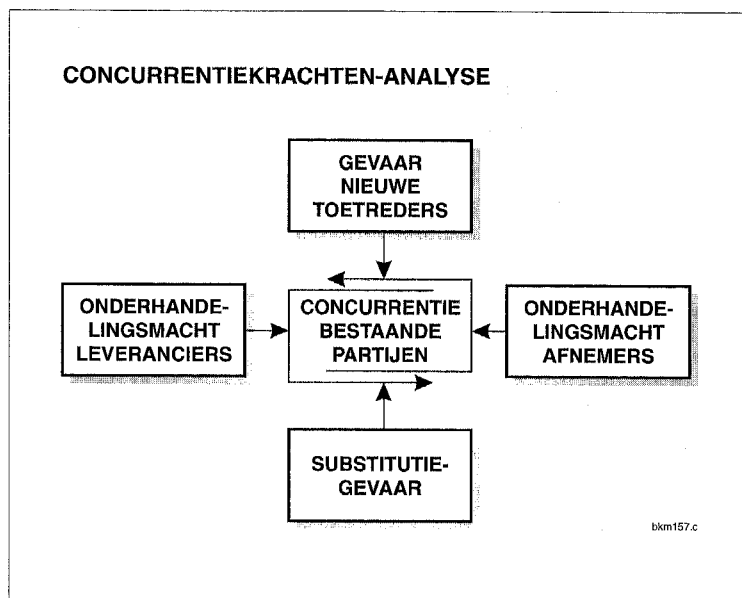 CONCURRENTIEKRACHTEN-ANALYSE
GEVAAR
NIEUWE
TOETREDERS
ONDERHANDE-
LINGSMACHT
LEVERANCIERS
CONCURRENTIE
BESTAANDE
PARTIJEN
ONDERHANDE-
LINGSMACHT
AFNEMERS
SUBSTITUTIE-
GEVAAR
bkm157.c